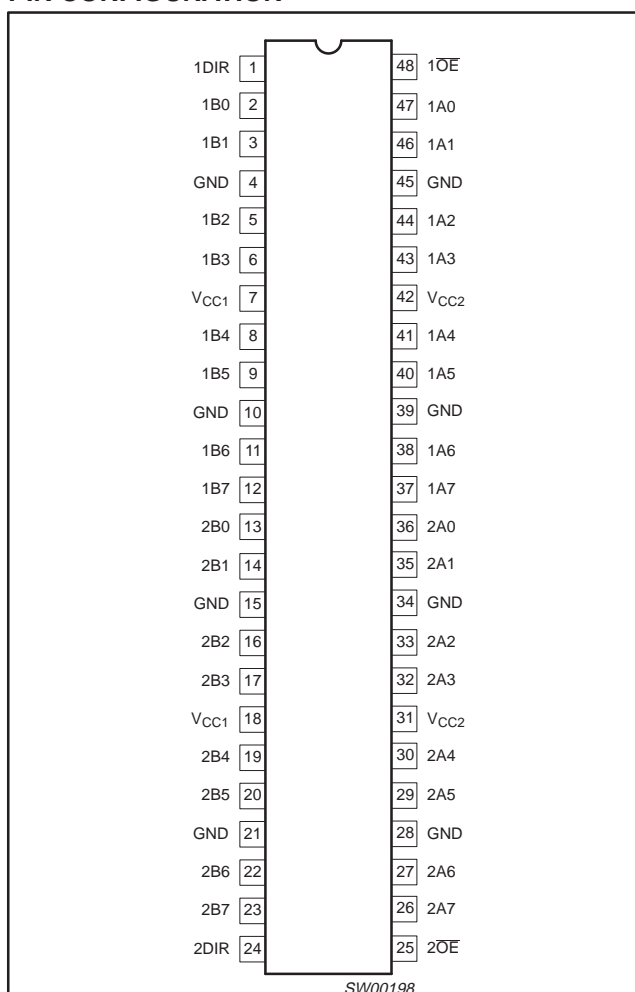 1DIR 1 48 1O̅E̅
1B0 2 47 1A0
1B1 3 46 1A1
GND 4 45 GND
1B2 5 44 1A2
1B3 6 43 1A3
VCC1 7 42 VCC2
1B4 8 41 1A4
1B5 9 40 1A5
GND 10 39 GND
1B6 11 38 1A6
1B7 12 37 1A7
2B0 13 36 2A0
2B1 14 35 2A1
GND 15 34 GND
2B2 16 33 2A2
2B3 17 32 2A3
VCC1 18 31 VCC2
2B4 19 30 2A4
2B5 20 29 2A5
GND 21 28 GND
2B6 22 27 2A6
2B7 23 26 2A7
2DIR 24 25 2O̅E̅
SW00198